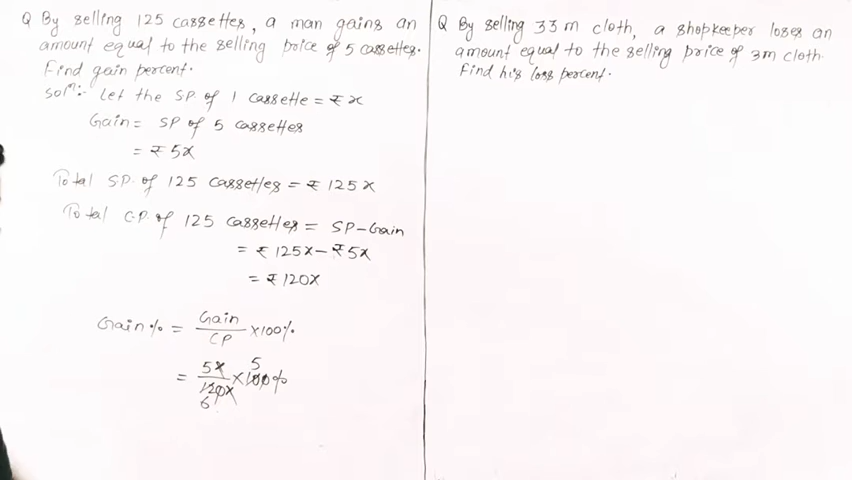 Q By selling 125 cassettes, a man gains an
amount equal to the selling price of 5 cassettes.
Find gain percent.
Solⁿ:- Let the SP of 1 cassette = ₹ x
Gain = SP of 5 cassettes
= ₹ 5x
Total S.P. of 125 cassettes = ₹ 125x
Total C.P. of 125 cassettes = SP-Gain
= ₹ 125x - ₹5x
= ₹ 120x
Gain% = Gain/CP × 100%
= 5x/120x × 100%
5
6
Q By selling 33 m cloth, a shopkeeper loses an
amount equal to the selling price of 3m cloth.
Find his loss percent.